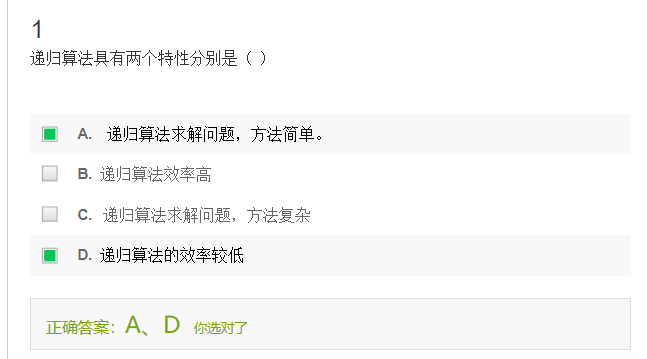 1
递归算法具有两个特性分别是（ ）
A. 递归算法求解问题，方法简单。
B. 递归算法效率高
C. 递归算法求解问题，方法复杂
D. 递归算法的效率较低
正确答案：A、D 你选对了